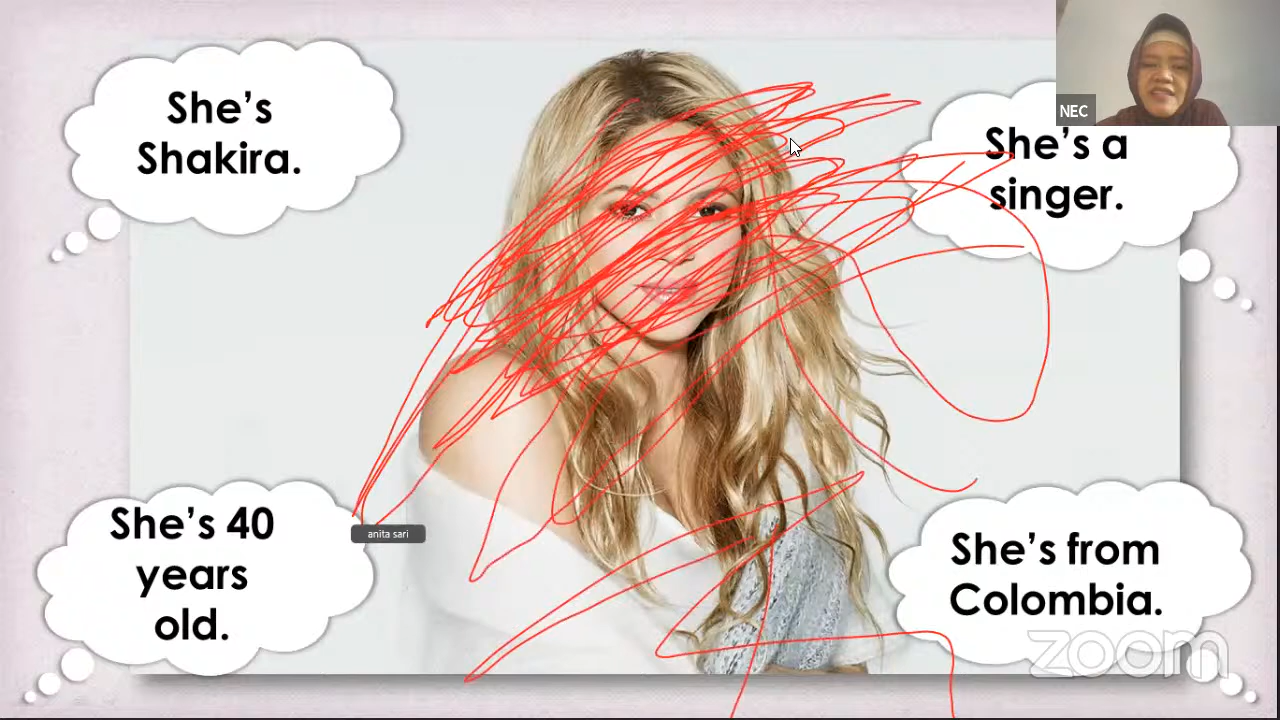 She's
Shakira.
NEC
She's a
singer.
She's 40
years
old.
anita sari
She's from
Colombia.
zoom